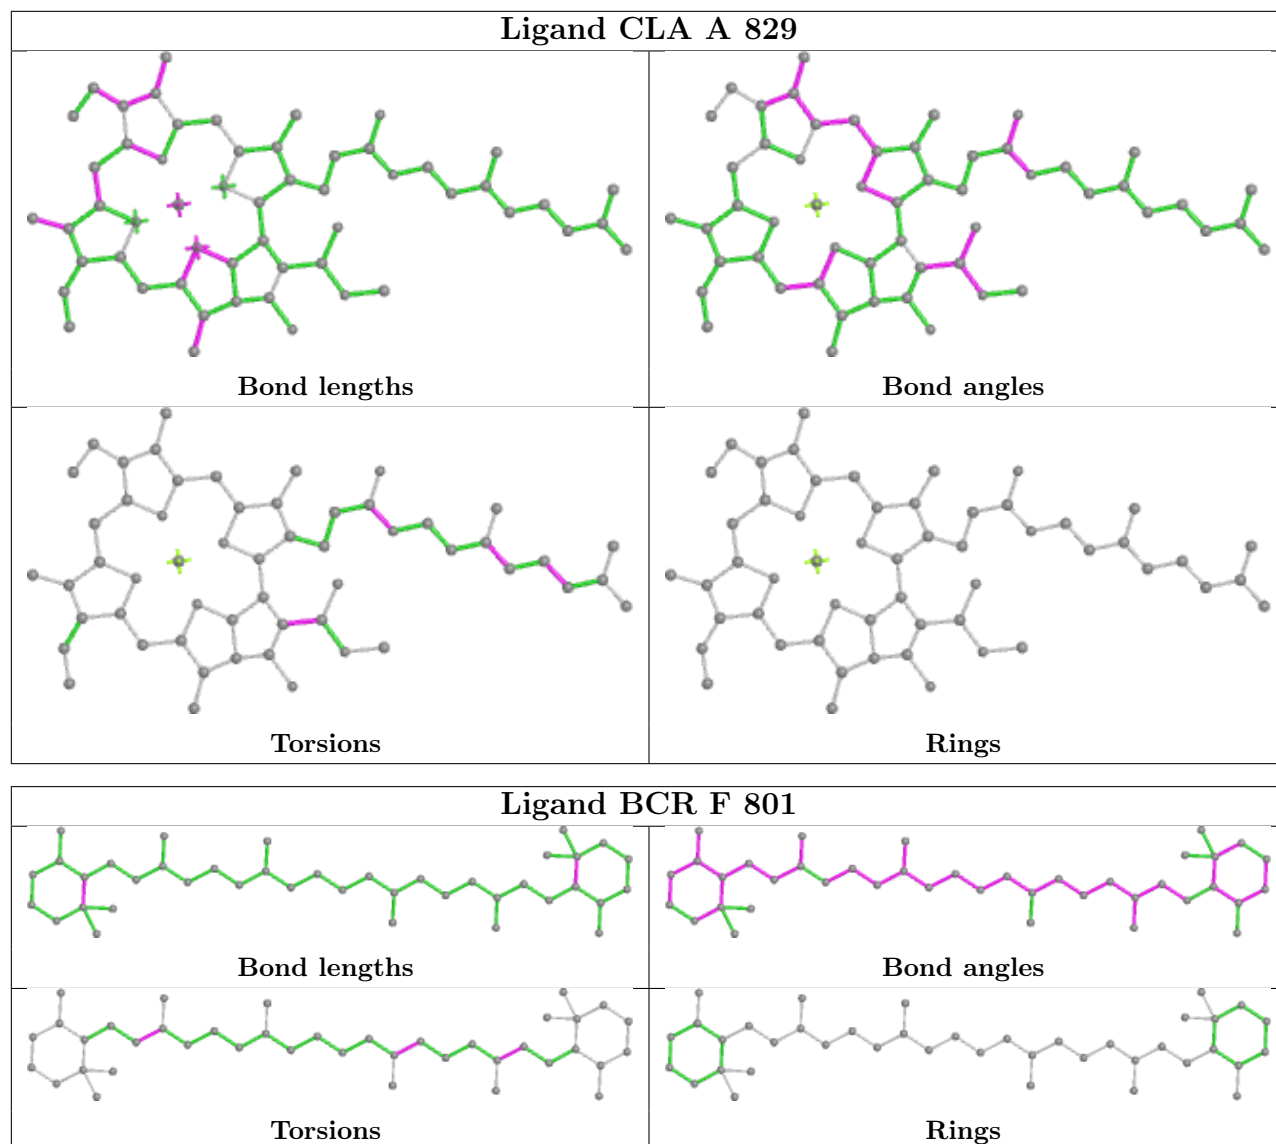 Ligand CLA A 829
Bond lengths
Bond angles
Torsions
Rings
Ligand BCR F 801
Bond lengths
Bond angles
Torsions
Rings